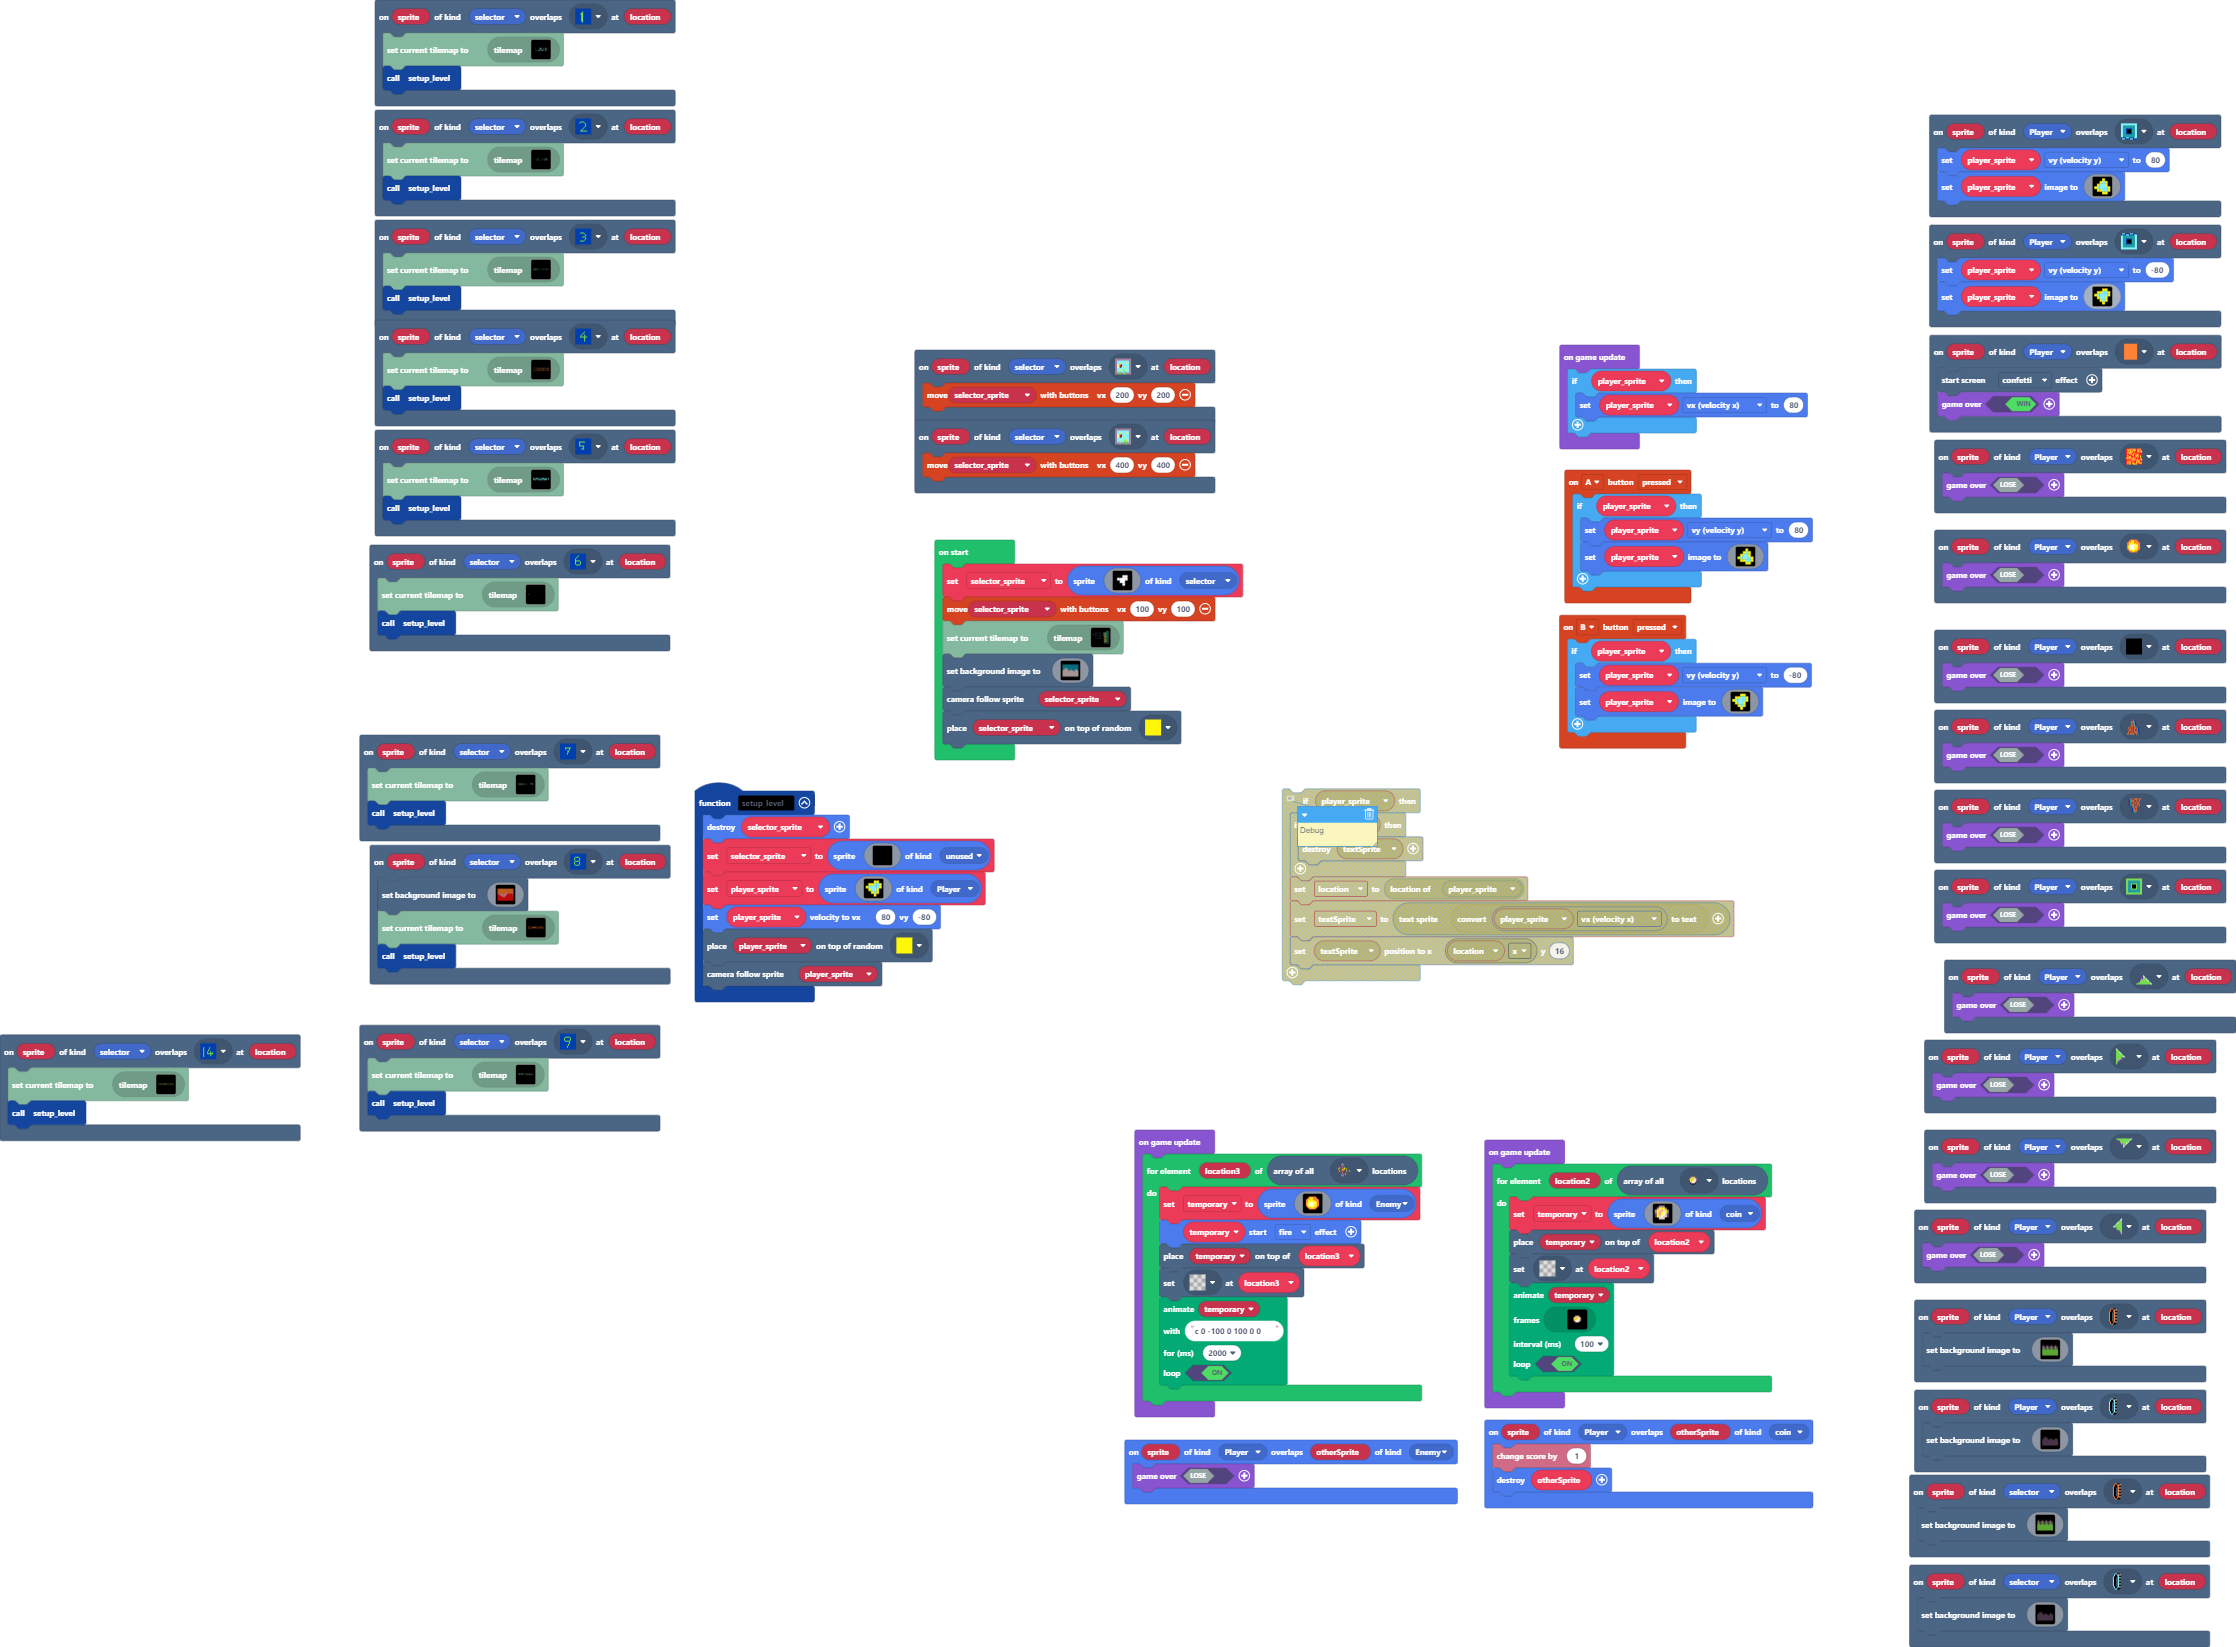 on sprite of kind selector overlaps 1 at location
set current tilemap to tilemap
call setup_level
on sprite of kind selector overlaps 2 at location
set current tilemap to tilemap
call setup_level
on sprite of kind selector overlaps 3 at location
set current tilemap to tilemap
call setup_level
on sprite of kind selector overlaps 4 at location
set current tilemap to tilemap
call setup_level
on sprite of kind selector overlaps 5 at location
set current tilemap to tilemap
call setup_level
on sprite of kind selector overlaps 6 at location
set current tilemap to tilemap
call setup_level
on sprite of kind selector overlaps 7 at location
set current tilemap to tilemap
call setup_level
on sprite of kind selector overlaps 8 at location
set background image to
set current tilemap to tilemap
call setup_level
on sprite of kind selector overlaps 14 at location
set current tilemap to tilemap
call setup_level
on sprite of kind selector overlaps 9 at location
set current tilemap to tilemap
call setup_level
on sprite of kind selector overlaps at location
move selector_sprite with buttons vx 200 vy 200
on sprite of kind selector overlaps at location
move selector_sprite with buttons vx 400 vy 400
on start
set selector_sprite to sprite of kind selector
move selector_sprite with buttons vx 100 vy 100
set current tilemap to tilemap
set background image to
camera follow sprite selector_sprite
place selector_sprite on top of random
function setup_level
destroy selector_sprite
set selector_sprite to sprite of kind unused
set player_sprite to sprite of kind Player
set player_sprite velocity to vx 80 vy -80
place player_sprite on top of random
camera follow sprite player_sprite
on game update
if player_sprite then
set player_sprite vx (velocity x) to 80
on A button pressed
if player_sprite then
set player_sprite vy (velocity y) to 80
set player_sprite image to
on B button pressed
if player_sprite then
set player_sprite vy (velocity y) to -80
set player_sprite image to
if player_sprite then
then
Debug
destroy textSprite
set location to location of player_sprite
set textSprite to text sprite convert player_sprite vx (velocity x) to text
set textSprite position to x location x y 16
on game update
for element location3 of array of all locations
do
set temporary to sprite of kind Enemy
temporary start fire effect
place temporary on top of location3
set at location3
animate temporary
with "c 0 -100 0 100 0 0 "
for (ms) 2000
loop ON
on sprite of kind Player overlaps otherSprite of kind Enemy
game over LOSE
on game update
for element location2 of array of all locations
do
set temporary to sprite of kind coin
place temporary on top of location2
set at location2
animate temporary
frames
interval (ms) 100
loop ON
on sprite of kind Player overlaps otherSprite of kind coin
change score by 1
destroy otherSprite
on sprite of kind Player overlaps at location
set player_sprite vy (velocity y) to 80
set player_sprite image to
on sprite of kind Player overlaps at location
set player_sprite vy (velocity y) to -80
set player_sprite image to
on sprite of kind Player overlaps at location
start screen confetti effect
game over WIN
on sprite of kind Player overlaps at location
game over LOSE
on sprite of kind Player overlaps at location
game over LOSE
on sprite of kind Player overlaps at location
game over LOSE
on sprite of kind Player overlaps at location
game over LOSE
on sprite of kind Player overlaps at location
game over LOSE
on sprite of kind Player overlaps at location
game over LOSE
on sprite of kind Player overlaps at location
game over LOSE
on sprite of kind Player overlaps at location
game over LOSE
on sprite of kind Player overlaps at location
game over LOSE
on sprite of kind Player overlaps at location
game over LOSE
on sprite of kind Player overlaps at location
set background image to
on sprite of kind Player overlaps at location
set background image to
on sprite of kind selector overlaps at location
set background image to
on sprite of kind selector overlaps at location
set background image to